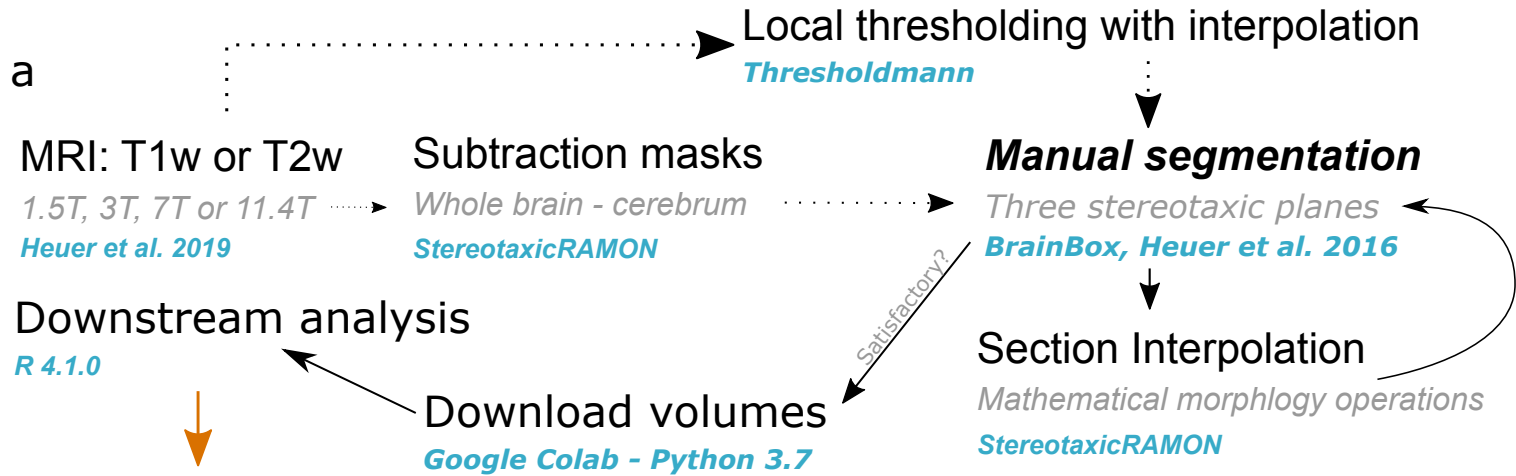 a
Local thresholding with interpolation
Thresholdmann
MRI: T1w or T2w
1.5T, 3T, 7T or 11.4T
Heuer et al. 2019
Subtraction masks
Whole brain - cerebrum
StereotaxicRAMON
Manual segmentation
Three stereotaxic planes
BrainBox, Heuer et al. 2016
Satisfactory?
Section Interpolation
Mathematical morphlogy operations
StereotaxicRAMON
Download volumes
Google Colab - Python 3.7
Downstream analysis
R 4.1.0